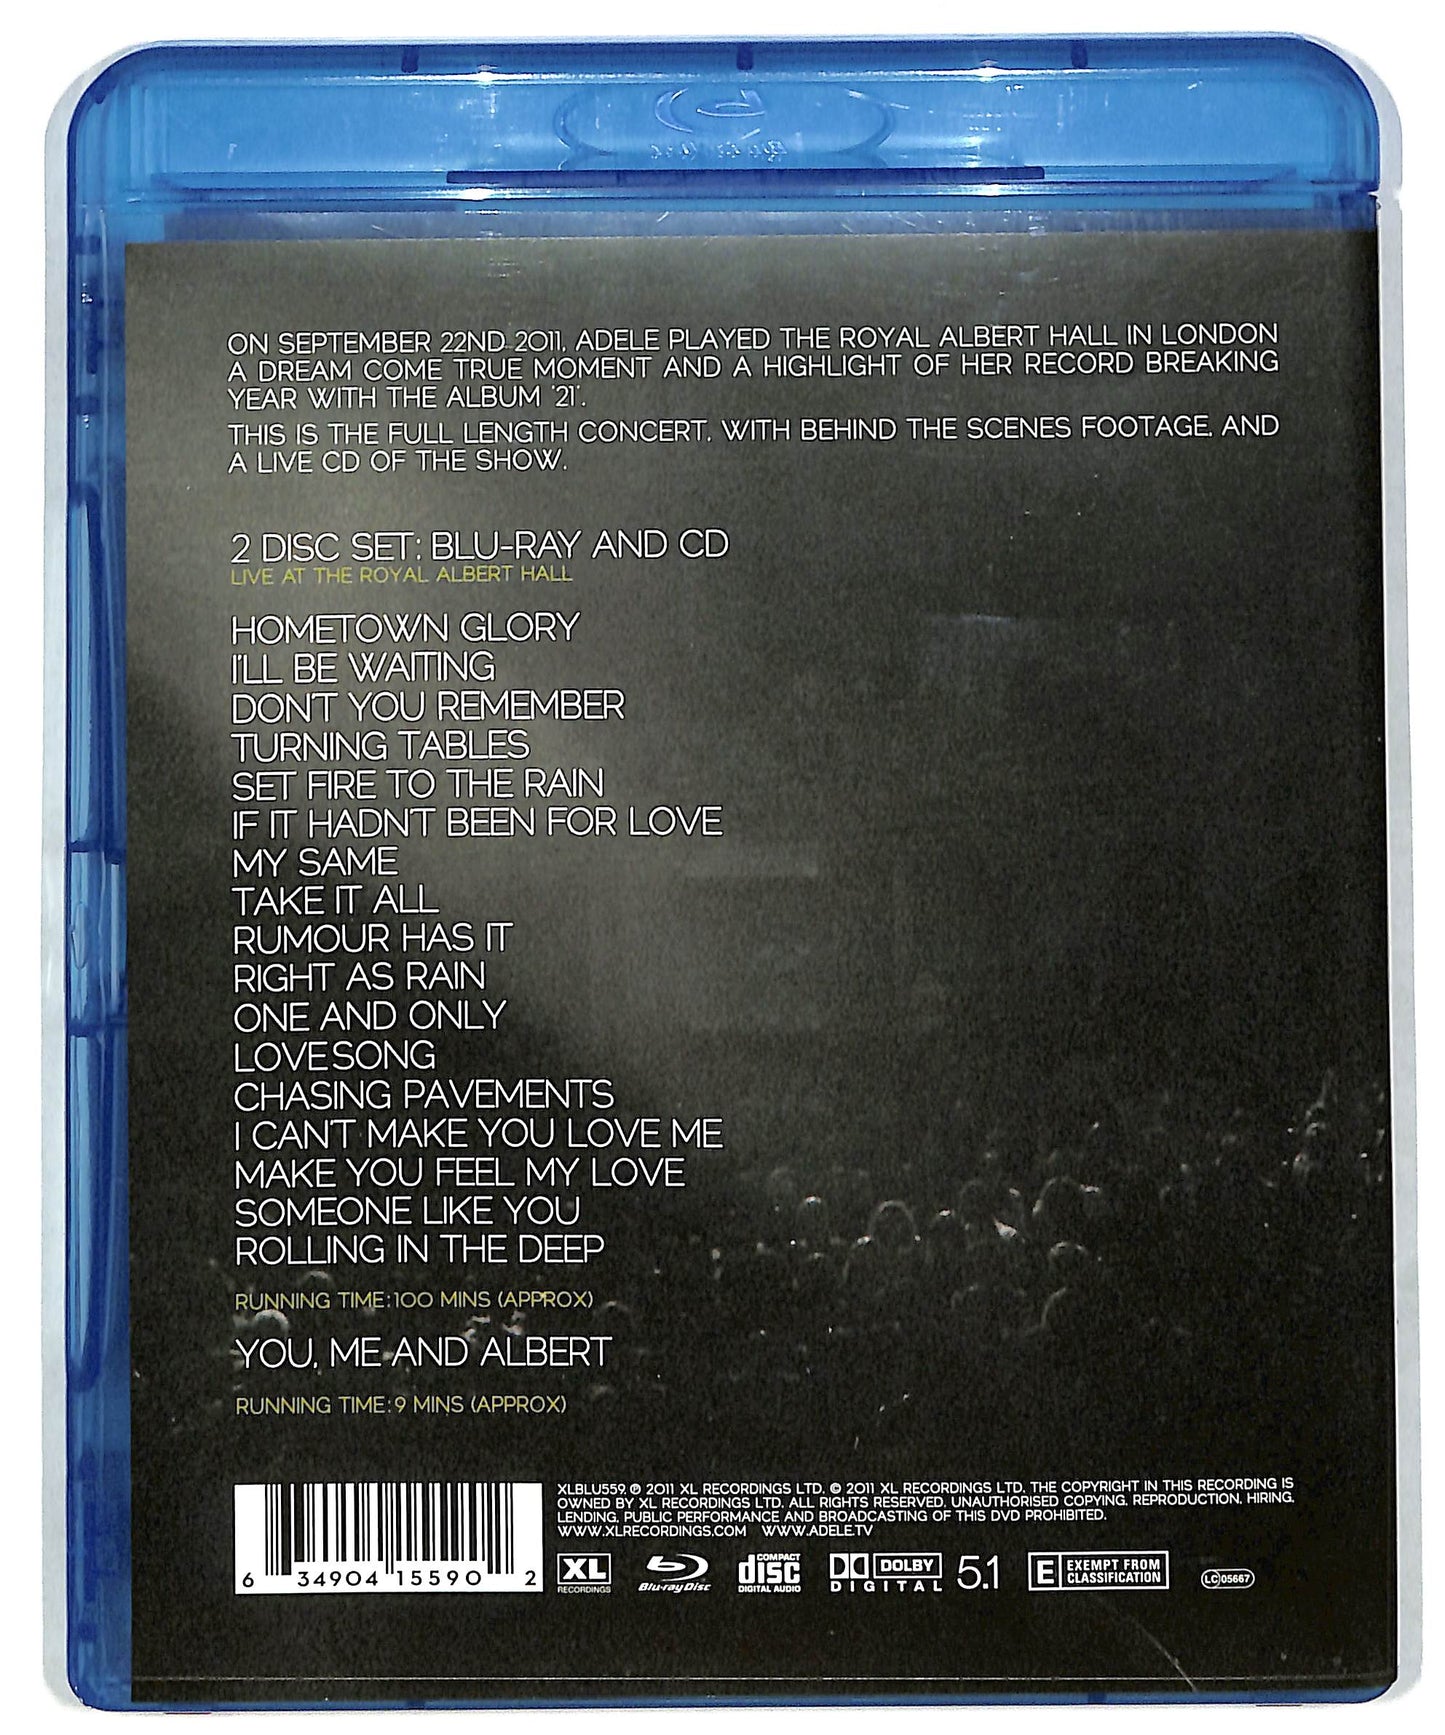 ON SEPTEMBER 22ND 2011, ADELE PLAYED THE ROYAL ALBERT HALL IN LONDON
A DREAM COME TRUE MOMENT AND A HIGHLIGHT OF HER RECORD BREAKING
YEAR WITH THE ALBUM '21'.
THIS IS THE FULL LENGTH CONCERT, WITH BEHIND THE SCENES FOOTAGE, AND
A LIVE CD OF THE SHOW.
2 DISC SET: BLU-RAY AND CD
LIVE AT THE ROYAL ALBERT HALL
HOMETOWN GLORY
I'LL BE WAITING
DON'T YOU REMEMBER
TURNING TABLES
SET FIRE TO THE RAIN
IF IT HADN'T BEEN FOR LOVE
MY SAME
TAKE IT ALL
RUMOUR HAS IT
RIGHT AS RAIN
ONE AND ONLY
LOVESONG
CHASING PAVEMENTS
I CAN'T MAKE YOU LOVE ME
MAKE YOU FEEL MY LOVE
SOMEONE LIKE YOU
ROLLING IN THE DEEP
RUNNING TIME: 100 MINS (APPROX)
YOU, ME AND ALBERT
RUNNING TIME: 9 MINS (APPROX)
XLBLU559. ℗ 2011 XL RECORDINGS LTD. © 2011 XL RECORDINGS LTD. THE COPYRIGHT IN THIS RECORDING IS
OWNED BY XL RECORDINGS LTD. ALL RIGHTS RESERVED. UNAUTHORISED COPYING, REPRODUCTION, HIRING,
LENDING, PUBLIC PERFORMANCE AND BROADCASTING OF THIS DVD PROHIBITED.
WWW.XLRECORDINGS.COM WWW.ADELE.TV
6 34904 15590 2
XL RECORDINGS
Blu-ray Disc
COMPACT disc DIGITAL AUDIO
DOLBY DIGITAL 5.1
E EXEMPT FROM CLASSIFICATION
LC 05667